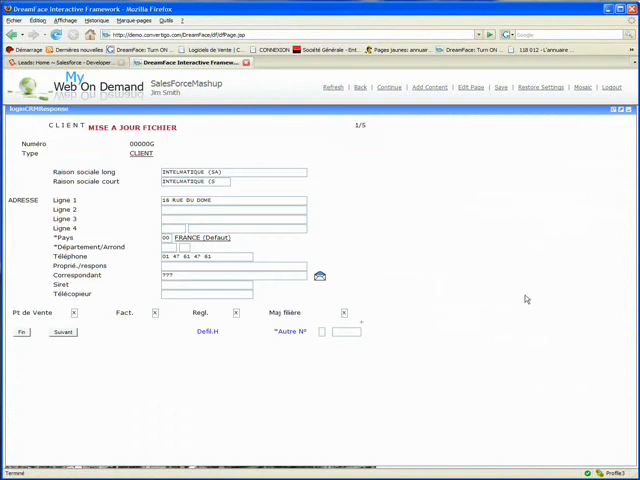 DreamFace Interactive Framework - Mozilla Firefox
Fichier Édition Affichage Historique Marque-pages Outils ?
http://demo.convertigo.com/DreamFace/df/dfPage.jsp
Google
Démarrage Dernières nouvelles DreamFace: Turn ON ... Logiciels de Vente | C... CONNEXION Société Générale - Ent... Pages jaunes: annuair... DreamFace: Turn ON ... 118 012 - L'annuaire d...
Leads: Home ~ Salesforce - Developer ... DreamFace Interactive Framew...
My
Web On Demand
SalesForceMashup
Jim Smith
Refresh Back Continue Add Content Edit Page Save Restore Settings Mosaic Logout
loginCRMResponse
CLIENT MISE A JOUR FICHIER 1/5
Numéro 00000G
Type CLIENT
Raison sociale long INTELMATIQUE (SA)
Raison sociale court INTELMATIQUE (S
ADRESSE Ligne 1 16 RUE DU DOME
Ligne 2
Ligne 3
Ligne 4
*Pays 00 FRANCE (Defaut)
*Département/Arrond
Téléphone 01 47 61 47 61
Proprié./respons
Correspondant ???
Siret
Télécopieur
Pt de Vente X Fact. X Regl. X Maj filière X
Fin Suivant Defil.H *Autre N°
Terminé Profile3